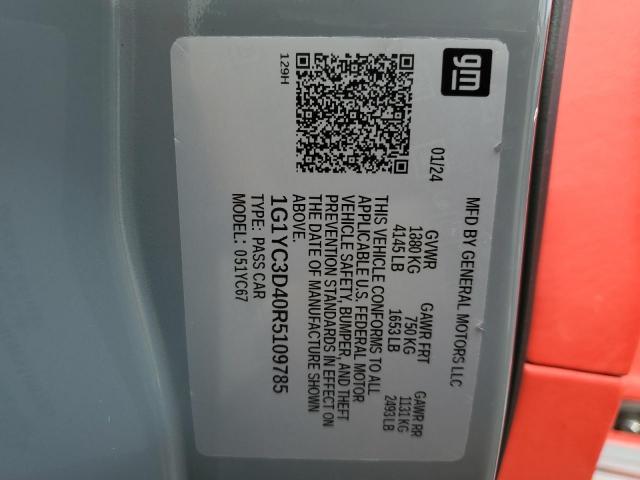 gm
MFD BY GENERAL MOTORS LLC
01/24
GVWR GAWR FRT GAWR RR
1880 KG 750 KG 1131 KG
4145 LB 1653 LB 2493 LB
THIS VEHICLE CONFORMS TO ALL
APPLICABLE U.S. FEDERAL MOTOR
VEHICLE SAFETY, BUMPER, AND THEFT
PREVENTION STANDARDS IN EFFECT ON
THE DATE OF MANUFACTURE SHOWN
ABOVE.
1G1YC3D40R5109785
TYPE: PASS CAR
MODEL: 051YC67
129H